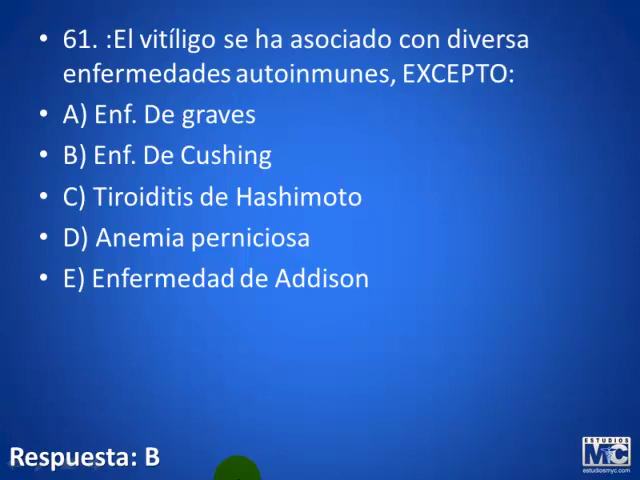 • 61. :El vitíligo se ha asociado con diversa
enfermedades autoinmunes, EXCEPTO:
• A) Enf. De graves
• B) Enf. De Cushing
• C) Tiroiditis de Hashimoto
• D) Anemia perniciosa
• E) Enfermedad de Addison
Respuesta: B
ESTUDIOS
MYC
estudiosmyc.com